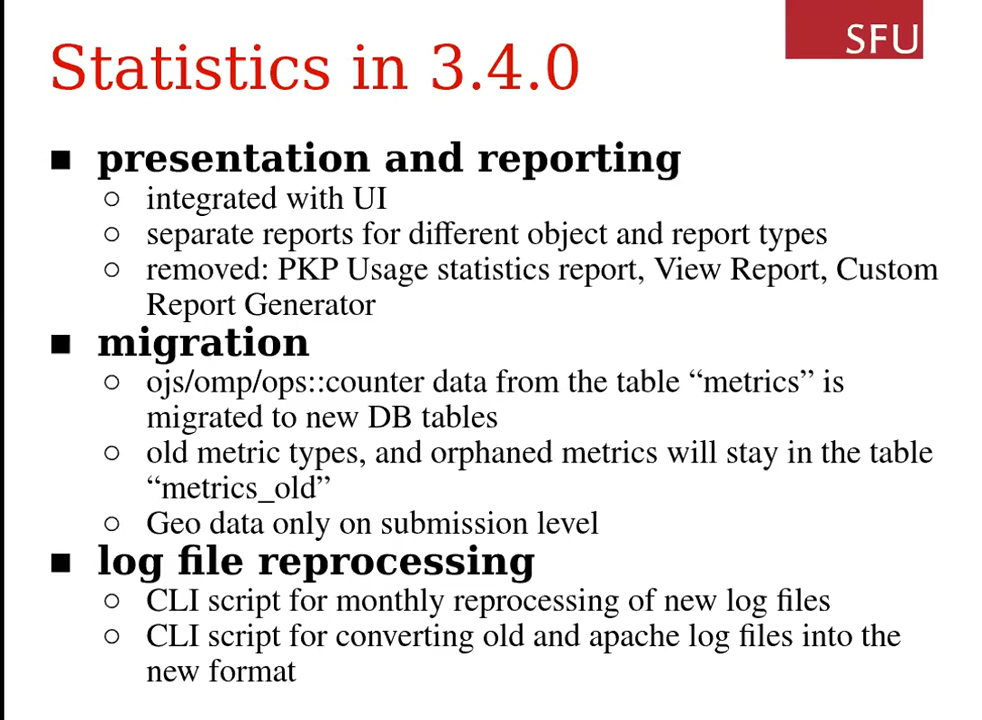 SFU
Statistics in 3.4.0
■ presentation and reporting
○ integrated with UI
○ separate reports for different object and report types
○ removed: PKP Usage statistics report, View Report, Custom
Report Generator
■ migration
○ ojs/omp/ops::counter data from the table “metrics” is
migrated to new DB tables
○ old metric types, and orphaned metrics will stay in the table
“metrics_old”
○ Geo data only on submission level
■ log file reprocessing
○ CLI script for monthly reprocessing of new log files
○ CLI script for converting old and apache log files into the
new format